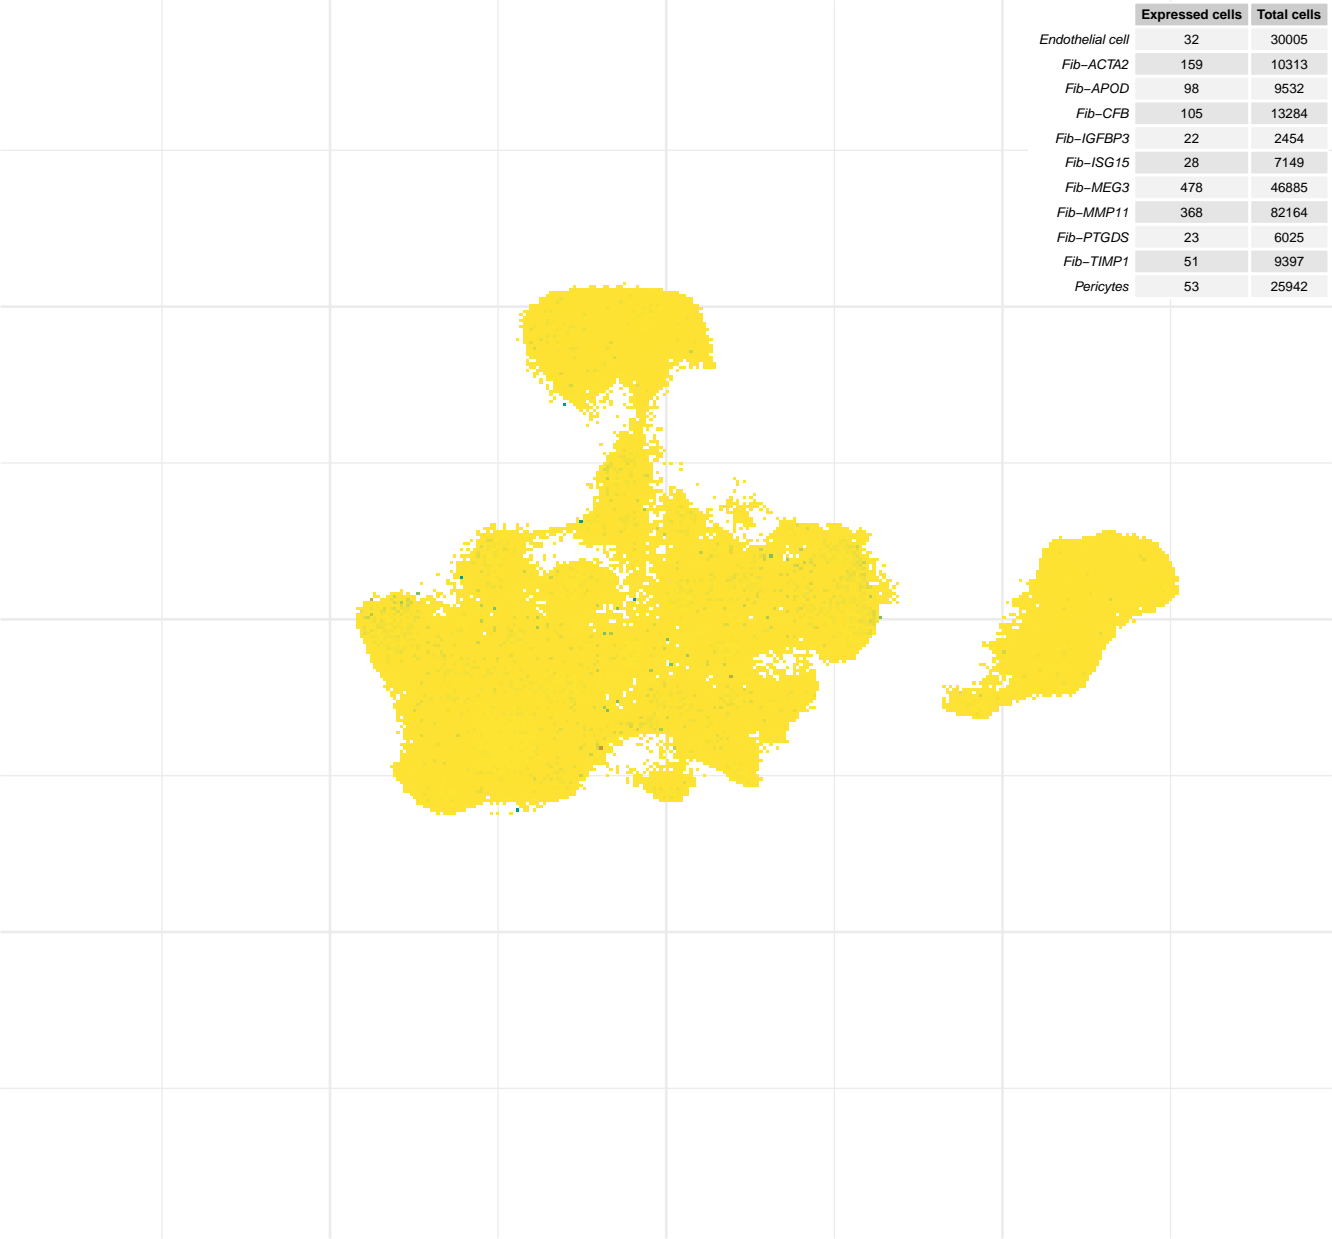 Expressed cells Total cells
Endothelial cell 32 30005
Fib−ACTA2 159 10313
Fib−APOD 98 9532
Fib−CFB 105 13284
Fib−IGFBP3 22 2454
Fib−ISG15 28 7149
Fib−MEG3 478 46885
Fib−MMP11 368 82164
Fib−PTGDS 23 6025
Fib−TIMP1 51 9397
Pericytes 53 25942